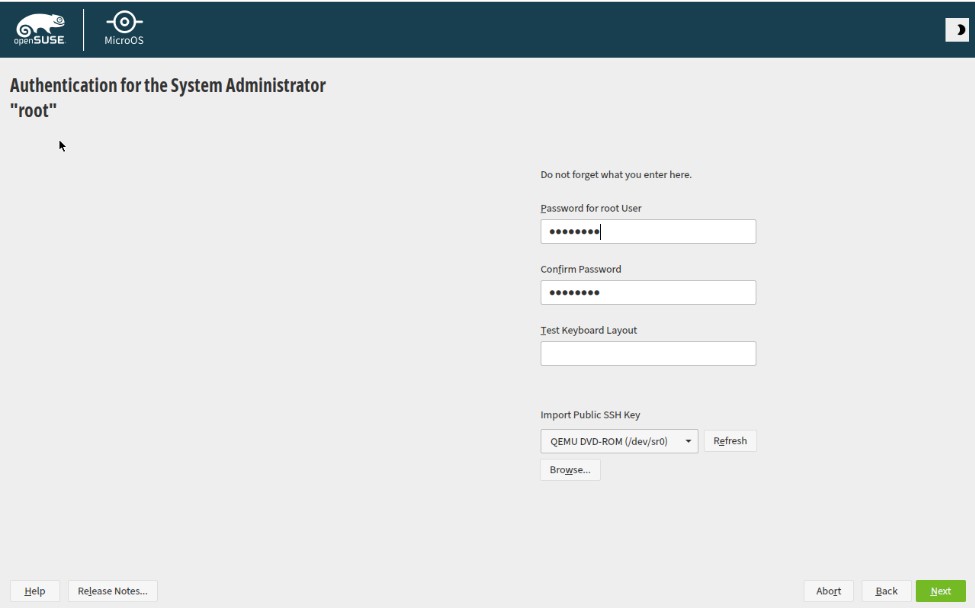 openSUSE
MicroOS
Authentication for the System Administrator
"root"
Do not forget what you enter here.
Password for root User
••••••••
Confirm Password
••••••••
Test Keyboard Layout
Import Public SSH Key
QEMU DVD-ROM (/dev/sr0)
Refresh
Browse...
Help
Release Notes...
Abort
Back
Next